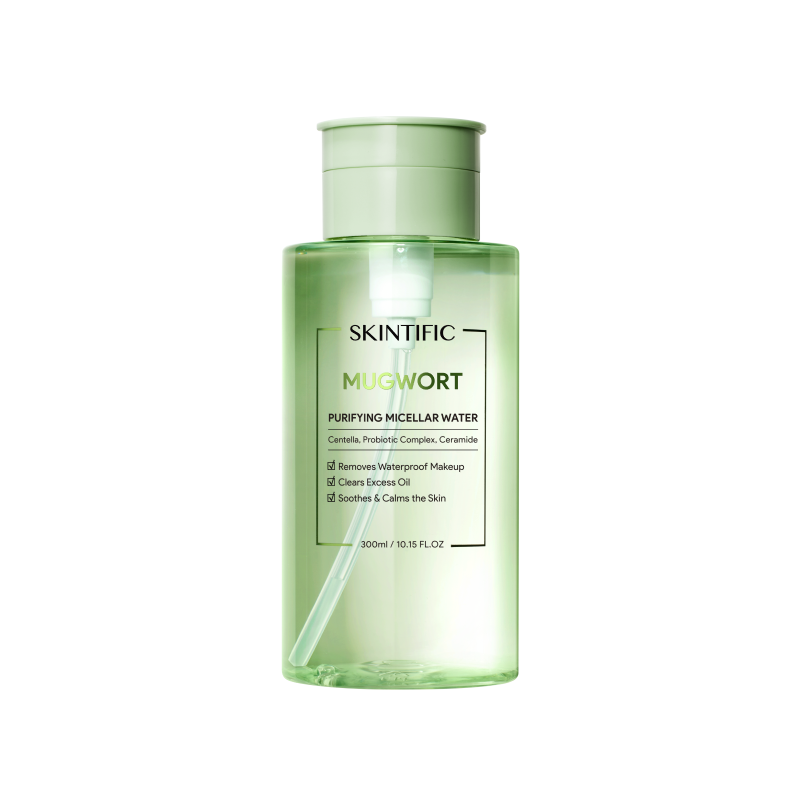 SKINTIFIC
MUGWORT
PURIFYING MICELLAR WATER
Centella, Probiotic Complex, Ceramide
☑ Removes Waterproof Makeup
☑ Clears Excess Oil
☑ Soothes & Calms the Skin
300ml / 10.15 FL.OZ